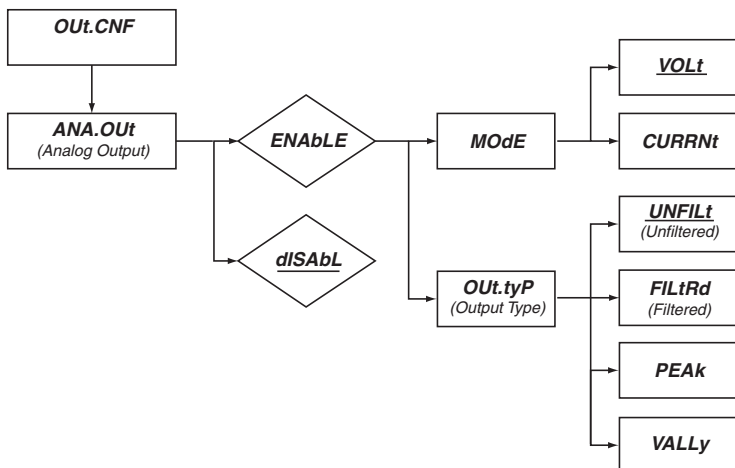 OUt.CNF
VOLt
ANA.OUt
(Analog Output)
ENAbLE
MOdE
CURRNt
UNFILt
(Unfiltered)
dISAbL
OUt.tyP
(Output Type)
FILtRd
(Filtered)
PEAk
VALLy